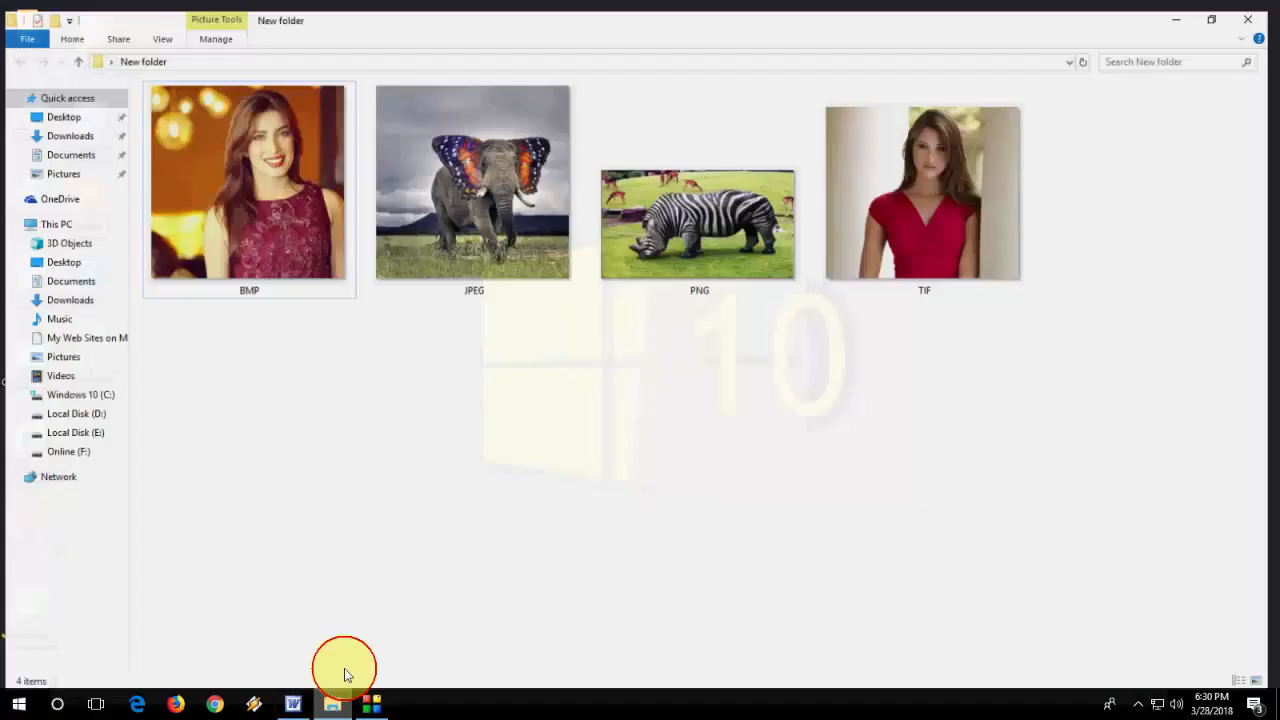 Picture Tools
New folder
File
Home
Share
View
Manage
New folder
Search New folder
Quick access
Desktop
Downloads
Documents
Pictures
OneDrive
This PC
3D Objects
Desktop
Documents
Downloads
Music
My Web Sites on M
Pictures
Videos
Windows 10 (C:)
Local Disk (D:)
Local Disk (E:)
Online (F:)
Network
BMP
JPEG
PNG
TIF
10
4 items
6:30 PM
3/28/2018
3